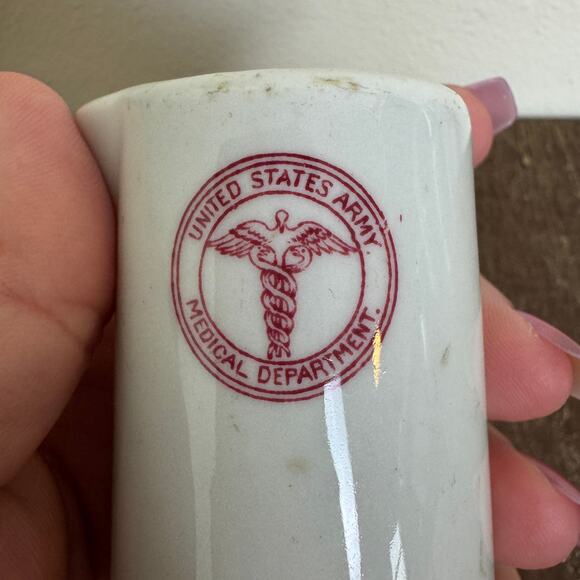 UNITED STATES ARMY.
MEDICAL DEPARTMENT.